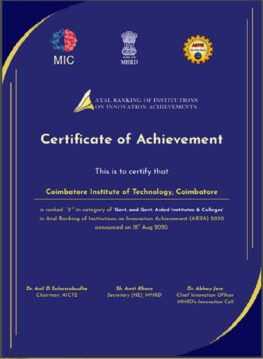 MIC
MHRD
AICTE
ATAL RANKING OF INSTITUTIONS
ON INNOVATION ACHIEVEMENTS
Certificate of Achievement
This is to certify that
Coimbatore Institute of Technology, Coimbatore
is ranked in category of "Govt. and Govt. Aided Institutes & Colleges"
in Atal Ranking of Institutions on Innovation Achievement (ARIIA) 2020
announced on 18th Aug 2020.
Dr. Anil D Sahasrabudhe
Chairman, AICTE
Sh. Amit Khare
Secretary (HE), MHRD
Dr. Abhay Jere
Chief Innovation Officer
MHRD's Innovation Cell